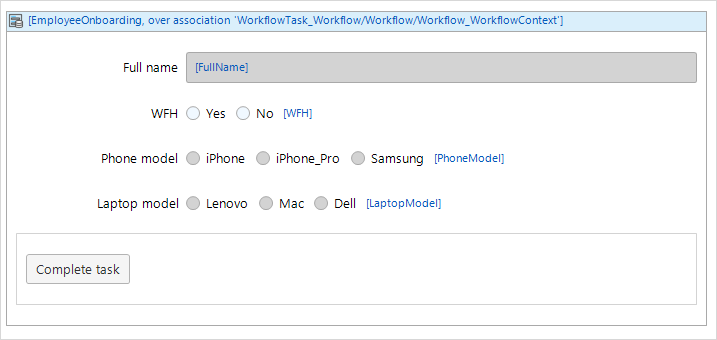 [EmployeeOnboarding, over association 'WorkflowTask_Workflow/Workflow/Workflow_WorkflowContext']
Full name [FullName]
WFH Yes No [WFH]
Phone model iPhone iPhone_Pro Samsung [PhoneModel]
Laptop model Lenovo Mac Dell [LaptopModel]
Complete task